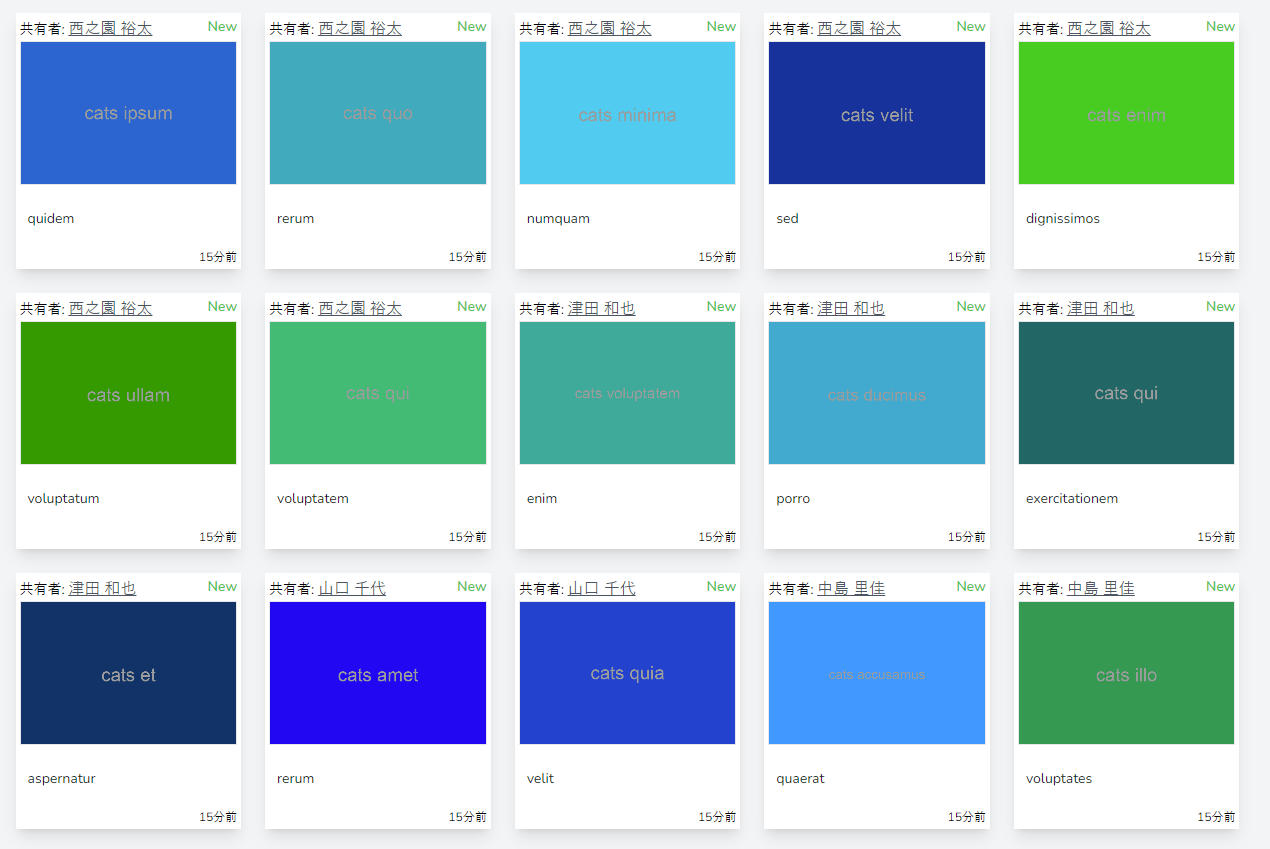 共有者: 西之園 裕太 New
cats ipsum
quidem
15分前
共有者: 西之園 裕太 New
cats quo
rerum
15分前
共有者: 西之園 裕太 New
cats minima
numquam
15分前
共有者: 西之園 裕太 New
cats velit
sed
15分前
共有者: 西之園 裕太 New
cats enim
dignissimos
15分前
共有者: 西之園 裕太 New
cats ullam
voluptatum
15分前
共有者: 西之園 裕太 New
cats qui
voluptatem
15分前
共有者: 津田 和也 New
cats voluptatem
enim
15分前
共有者: 津田 和也 New
cats ducimus
porro
15分前
共有者: 津田 和也 New
cats qui
exercitationem
15分前
共有者: 津田 和也 New
cats et
aspernatur
15分前
共有者: 山口 千代 New
cats amet
rerum
15分前
共有者: 山口 千代 New
cats quia
velit
15分前
共有者: 中島 里佳 New
cats accusamus
quaerat
15分前
共有者: 中島 里佳 New
cats illo
voluptates
15分前